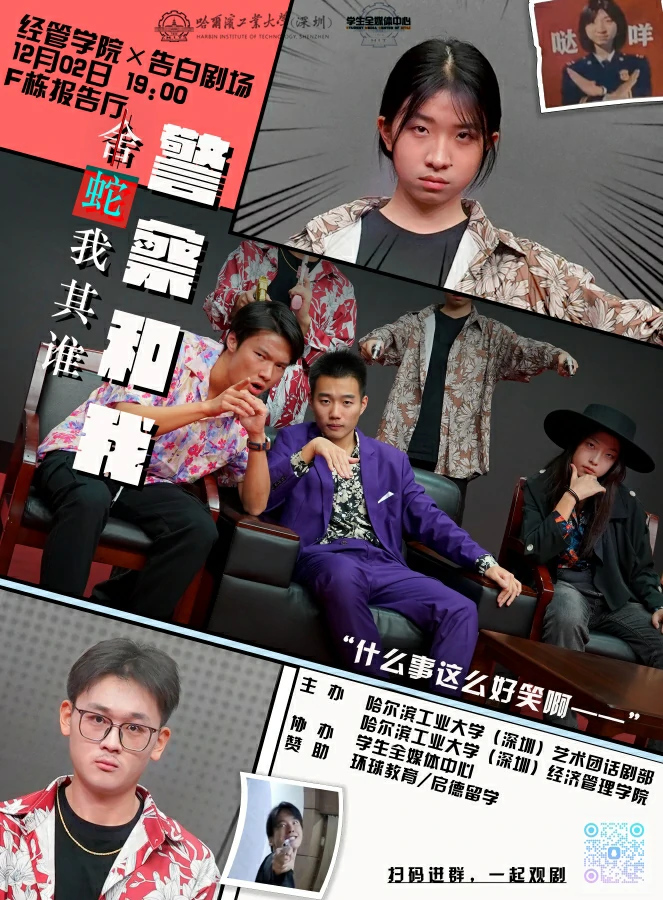 哈爾濱工業大學(深圳)
HARBIN INSTITUTE OF TECHNOLOGY, SHENZHEN
学生全媒体中心
哒 咩
经管学院×告白剧场
12月02日 19:00
F栋报告厅
警察和我
舍蛇我其谁
“什么事这么好笑啊——”
主办 哈尔滨工业大学（深圳）艺术团话剧部
协办 哈尔滨工业大学（深圳）经济管理学院
学生全媒体中心
赞助 环球教育/启德留学
扫码进群，一起观剧